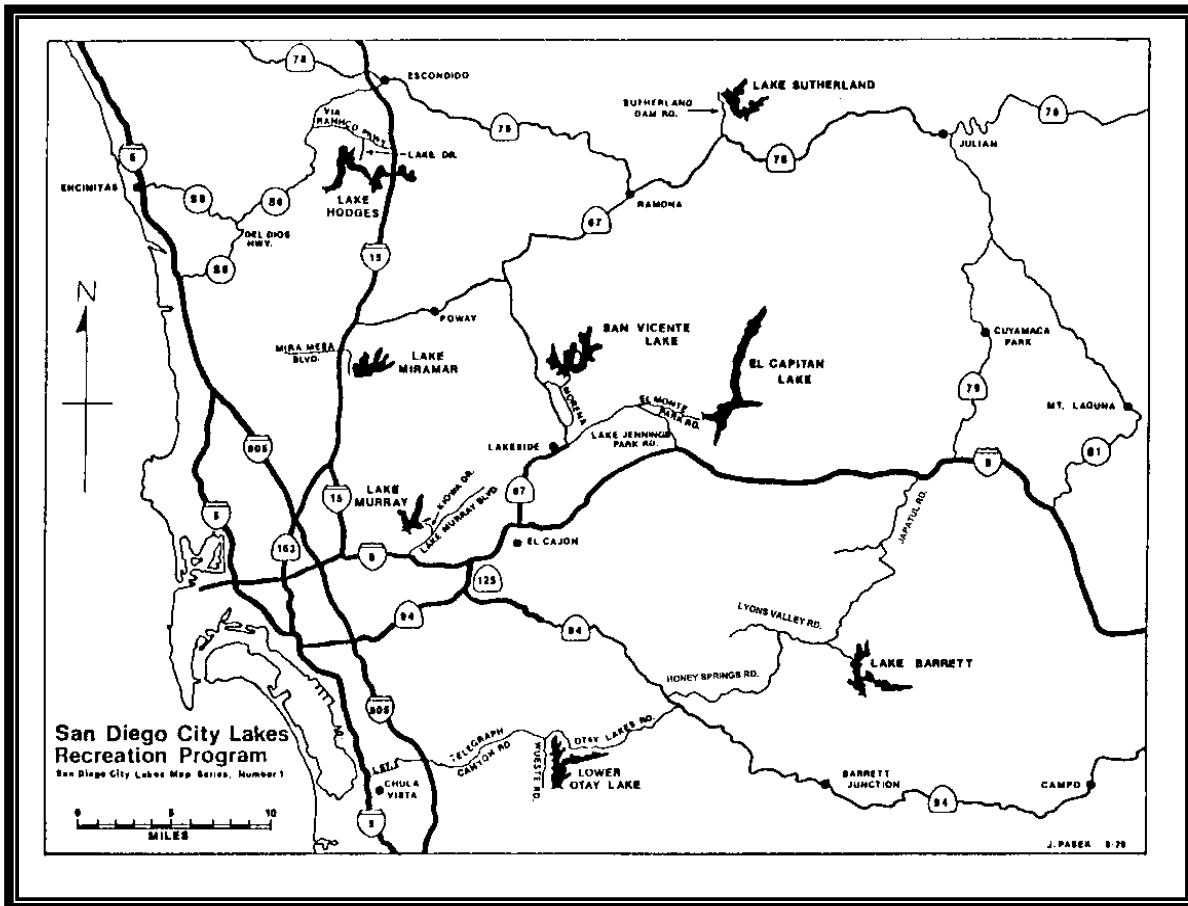 78
ESCONDIDO
LAKE SUTHERLAND
SUTHERLAND
DAM RD.
VIA
RANHCO PKWY.
78
79
JULIAN
5
LAKE DR.
78
ENCINITAS
S8
S6
LAKE
HODGES
RAMONA
67
DEL DIOS
HWY.
S8
15
N
POWAY
SAN VICENTE
LAKE
CUYAMACA
PARK
MIRA MESA
BLVD.
LAKE
MIRAMAR
EL CAPITAN
LAKE
79
MORENA
EL MONTE
PARK RD.
MT. LAGUNA
LAKESIDE
LAKE JENNINGS
PARK RD.
805
8
S1
LAKE
MURRAY
KIOWA DR.
LAKE MURRAY BLVD.
67
15
5
JAPATUL RD.
163
8
EL CAJON
125
94
94
LYONS VALLEY RD.
LAKE BARRETT
HONEY SPRINGS RD.
805
San Diego City Lakes
Recreation Program
San Diego City Lakes Map Series, Number 1
TELEGRAPH
CANYON RD
OTAY LAKES RD.
WUESTE RD.
LOWER
OTAY LAKE
CHULA
VISTA
BARRETT
JUNCTION
94
CAMPO
0 5 10
MILES
5
J. PASEK 8-79